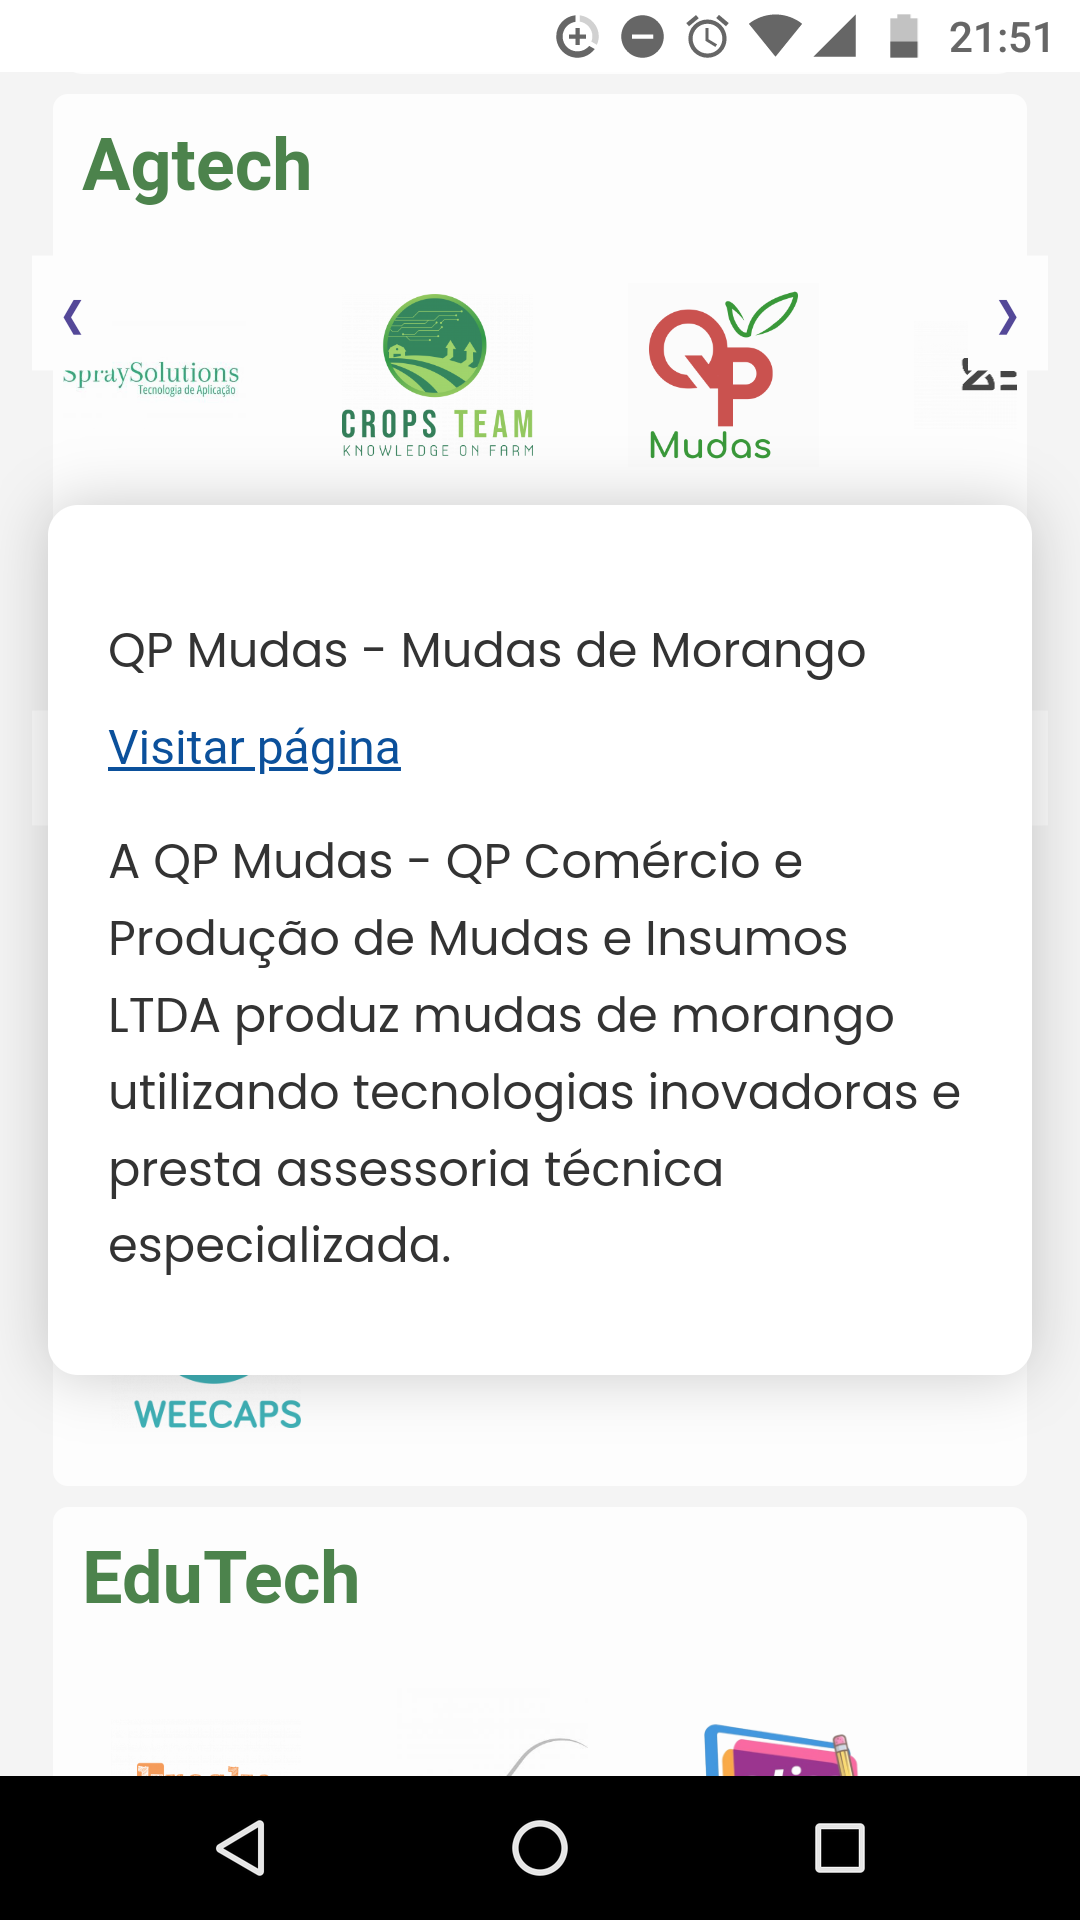 21:51
Agtech
❮
❯
SpraySolutions
Tecnologia de Aplicação
CROPS TEAM
KNOWLEDGE ON FARM
QP
Mudas
QP Mudas - Mudas de Morango
Visitar página
A QP Mudas - QP Comércio e
Produção de Mudas e Insumos
LTDA produz mudas de morango
utilizando tecnologias inovadoras e
presta assessoria técnica
especializada.
WEECAPS
EduTech